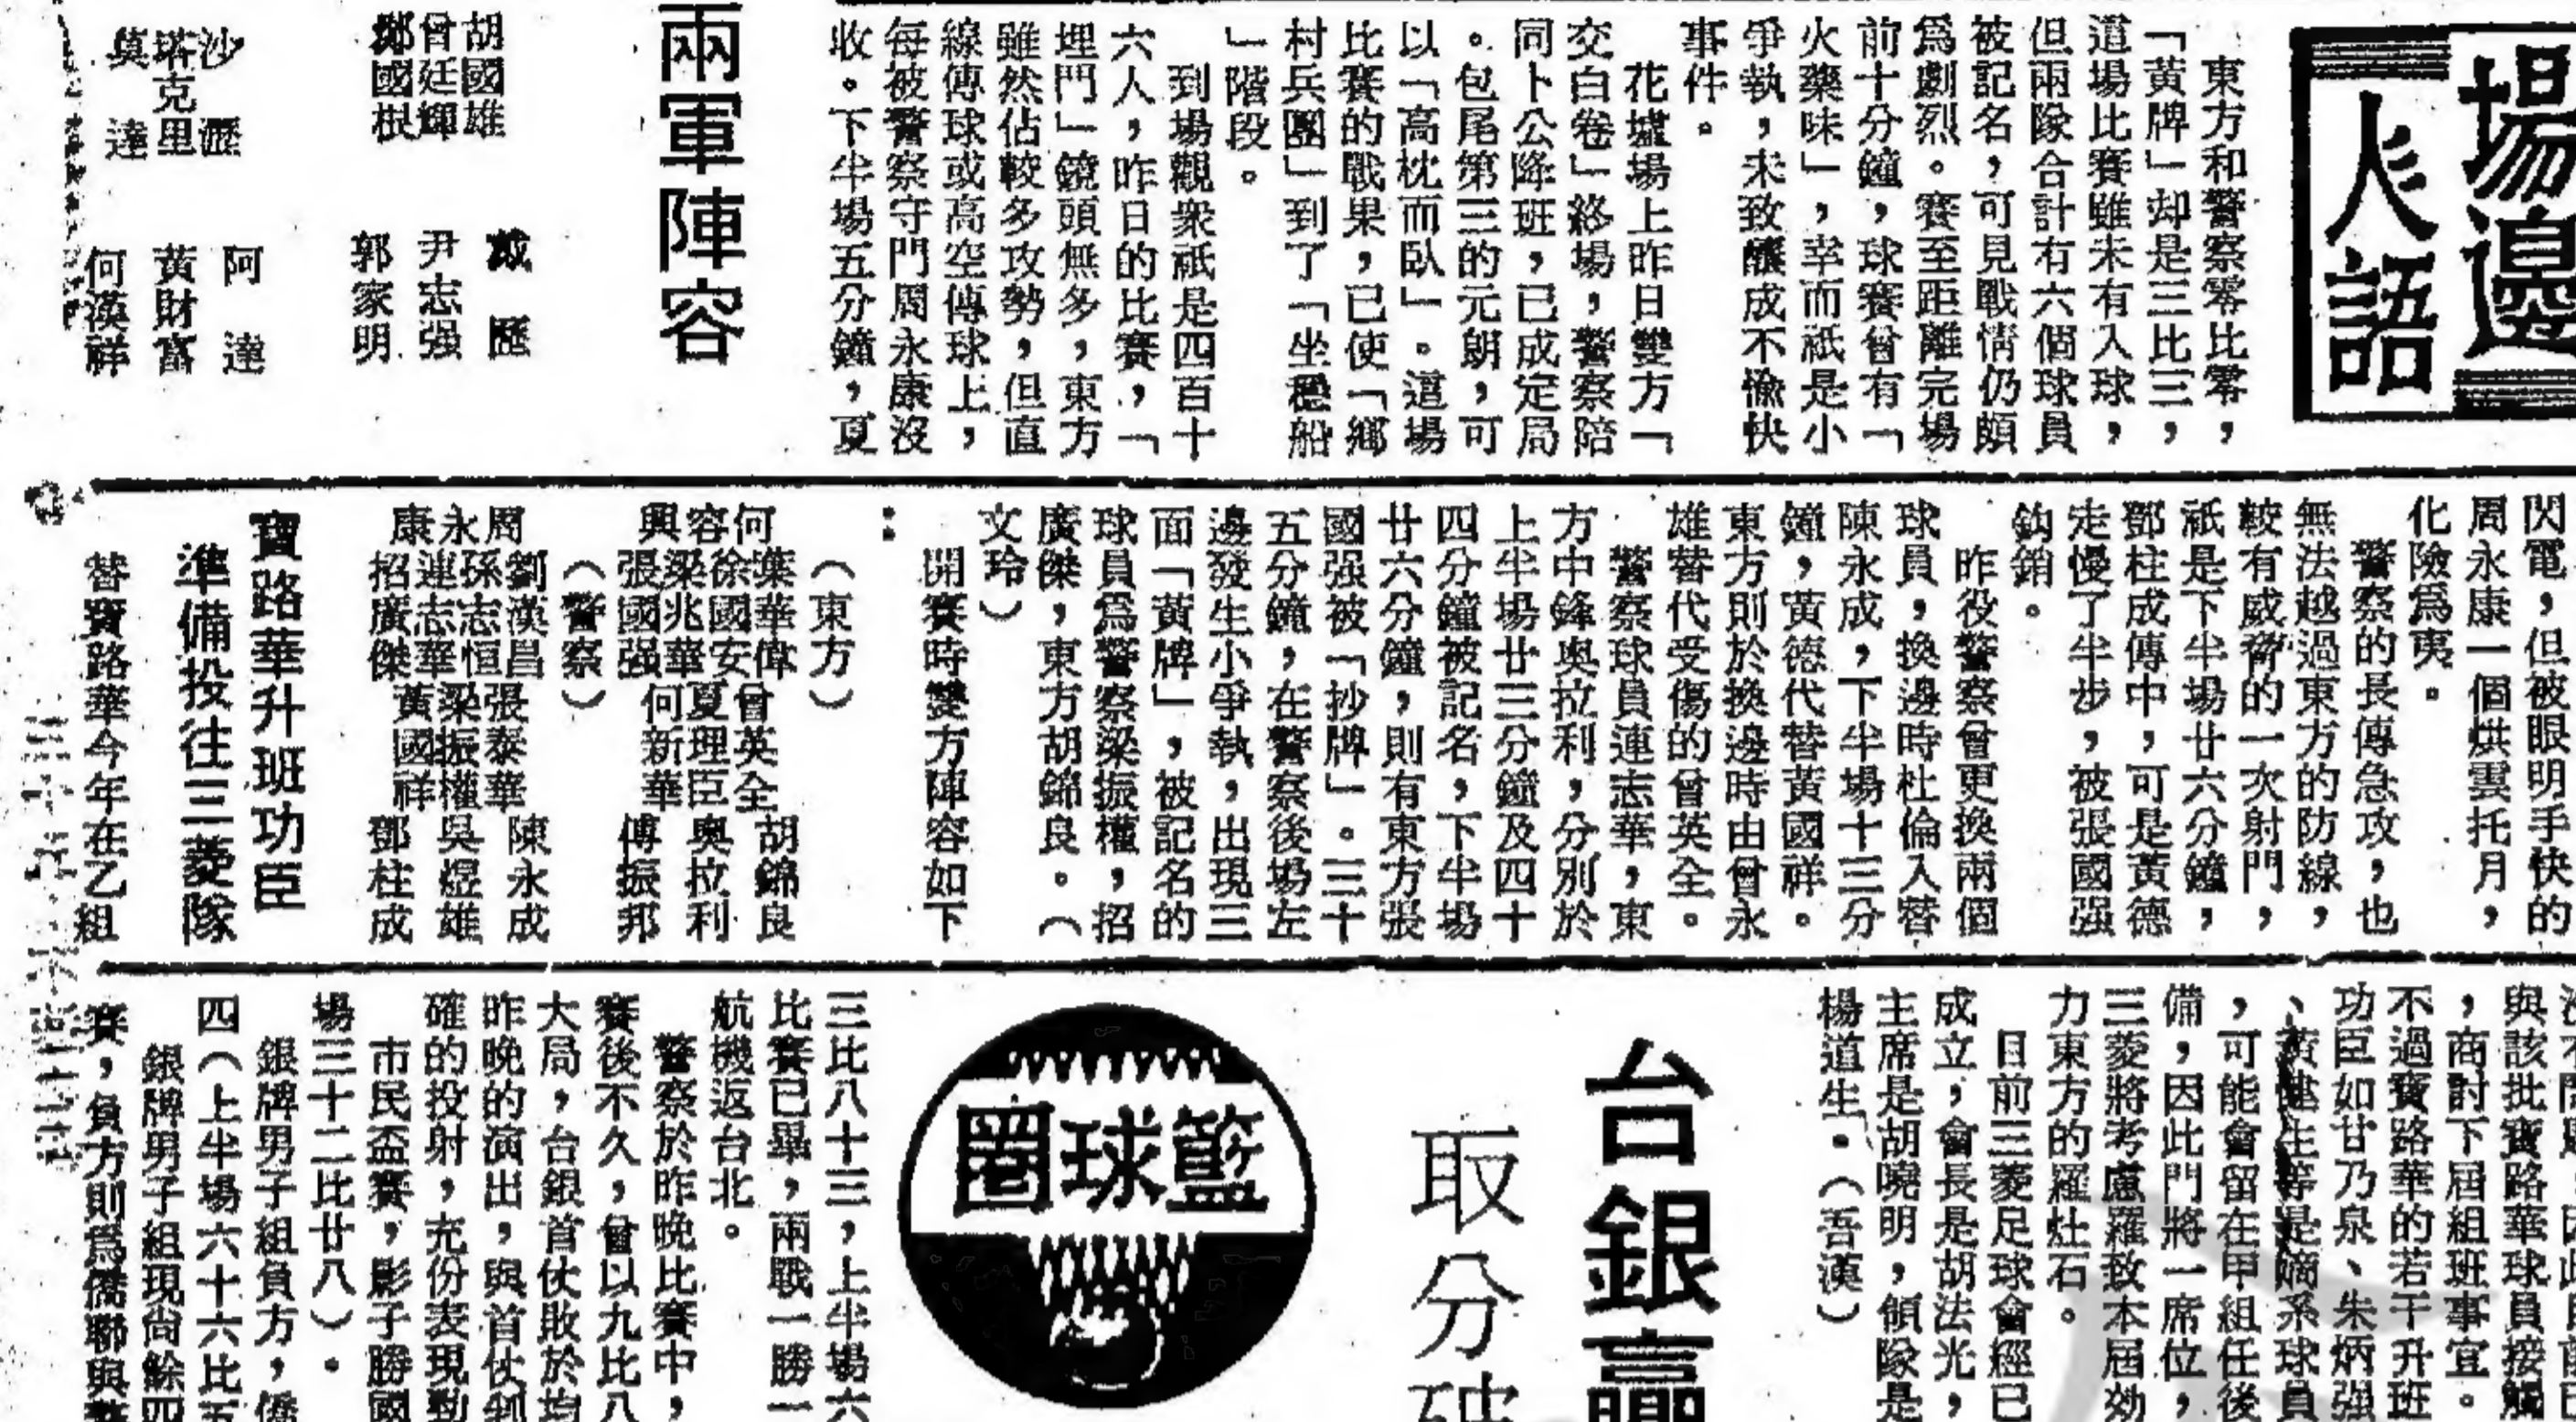 場邊
人語
東方和警察零比零，
「黃牌」却是三比三，
道場比賽雖未有入球，
但兩隊合計有六個球員
被記名，可見戰情仍頗
爲劇烈。賽至距離完場
前十分鐘，球賽曾有「
火藥味」，幸而祇是小
爭執，未致釀成不愉快
事件。
花墟場上昨日雙方「
交白卷」終場，警察陪
同卜公降班，已成定局
。包尾第三的元朗，可
以「高枕而臥」。這場
比賽的戰果，已使「鄉
村兵團」到了「坐穩船
」階段。
到場觀衆祇是四百十
六人，昨日的比賽，「
埋門」鏡頭無多，東方
雖然佔較多攻勢，但直
線傳球或高空傳球上，
每被警察守門周永康沒
收。下半場五分鐘，夏
兩軍陣容
戴歷
胡國雄
尹志强
曾廷輝
郭家明
鄧國根
阿達
沙瀝
黃財富
塔克里
何漢祥
莫達
閃電，但被眼明手快的
周永康一個烘雲托月，
化險爲夷。
警察的長傳急攻，也
無法越過東方的防線，
較有威脅的一次射門，
祇是下半場廿六分鐘，
鄧柱成傳中，可是黃德
走慢了半步，被張國强
鈎銷。
昨役警察曾更換兩個
球員，換邊時杜倫入替
陳永成，下半場十三分
鐘，黃德代替黃國祥。
東方則於換邊時由曾永
雄替代受傷的曾英全。
警察球員連志華，東
方中鋒奥拉利，分別於
上半場廿三分鐘及四十
四分鐘被記名，下半場
廿六分鐘，則有東方張
國强被「抄牌」。三十
五分鐘，在警察後場左
邊發生小爭執，出現三
面「黃牌」，被記名的
球員爲警察梁振權，招
廣傑，東方胡錦良。（
文玲）
開賽時雙方陣容如下
：
（東方）
何容興
葉華偉 曾英全 胡錦良
徐國安 夏理臣 奥拉利
梁兆華 何新華 傅振邦
張國强
（警察）
周永康
劉漢昌 張泰華 陳永成
孫志恒 梁振權 吳煜雄
連志華 黃國祥 鄧柱成
招廣傑
寶路華升班功臣
準備投往三菱隊
替寶路華今年在乙組
與該批寶路華球員接觸
，商討下屆組班事宜。
不過寶路華的若干升班
功臣如甘乃泉、朱炳强
、黃建生等是嫡系球員
，可能會留在甲組任後
備，因此門將一席位，
三菱將考慮羅致本屆効
力東方的羅灶石。
日前三菱足球會經已
成立，會長是胡法光，
主席是胡曉明，領隊是
楊道生。（吾漢）
台銀贏
取分
籃球圈
三比八十三，上半場六
比賽已畢，兩戰一勝一
航機返台北。
警察於昨晚比賽中，
賽後不久，曾以九比八
大局，台銀首仗敗於均
昨晚的演出，與首仗判
確的投射，充份表現勁
市民盃賽，影子勝國
場三十二比廿八）。
銀牌男子組負方，僑
四（上半場六十六比五
銀牌男子組現尙餘四
賽，負方則爲僑聯與警